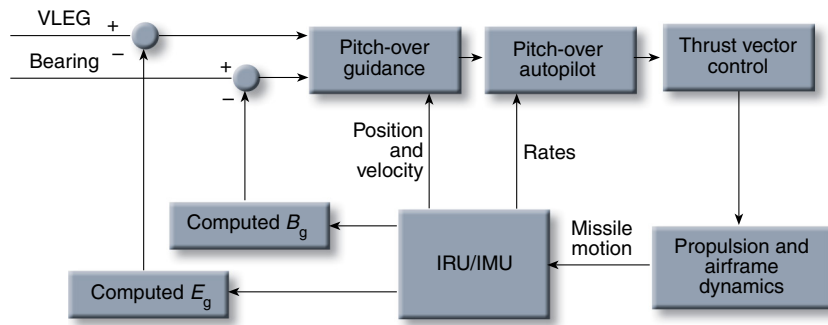 VLEG
+
−
Bearing
+
−
Pitch-over
guidance
Pitch-over
autopilot
Thrust vector
control
Position
and
velocity
Rates
Computed Bg
IRU/IMU
Missile
motion
Propulsion and
airframe
dynamics
Computed Eg